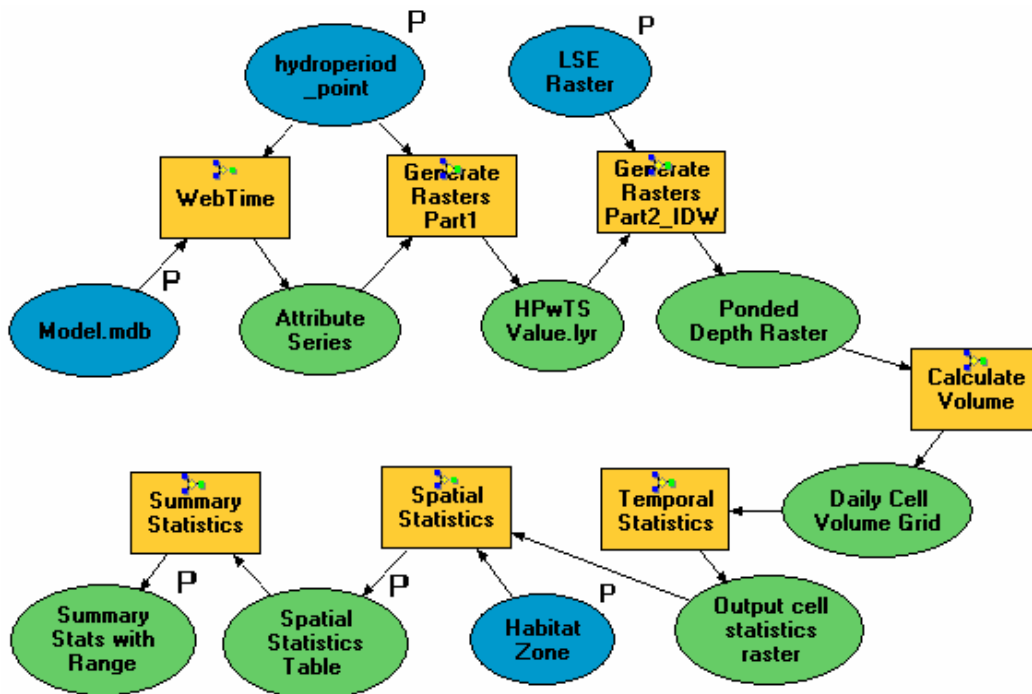 P
hydroperiod
_point
P
LSE
Raster
WebTime
Generate
Rasters
Part1
Generate
Rasters
Part2_IDW
P
Model.mdb
Attribute
Series
HPwTS
Value.lyr
Ponded
Depth Raster
Calculate
Volume
Summary
Statistics
Spatial
Statistics
Temporal
Statistics
Daily Cell
Volume Grid
P
Summary
Stats with
Range
P
Spatial
Statistics
Table
P
Habitat
Zone
Output cell
statistics
raster